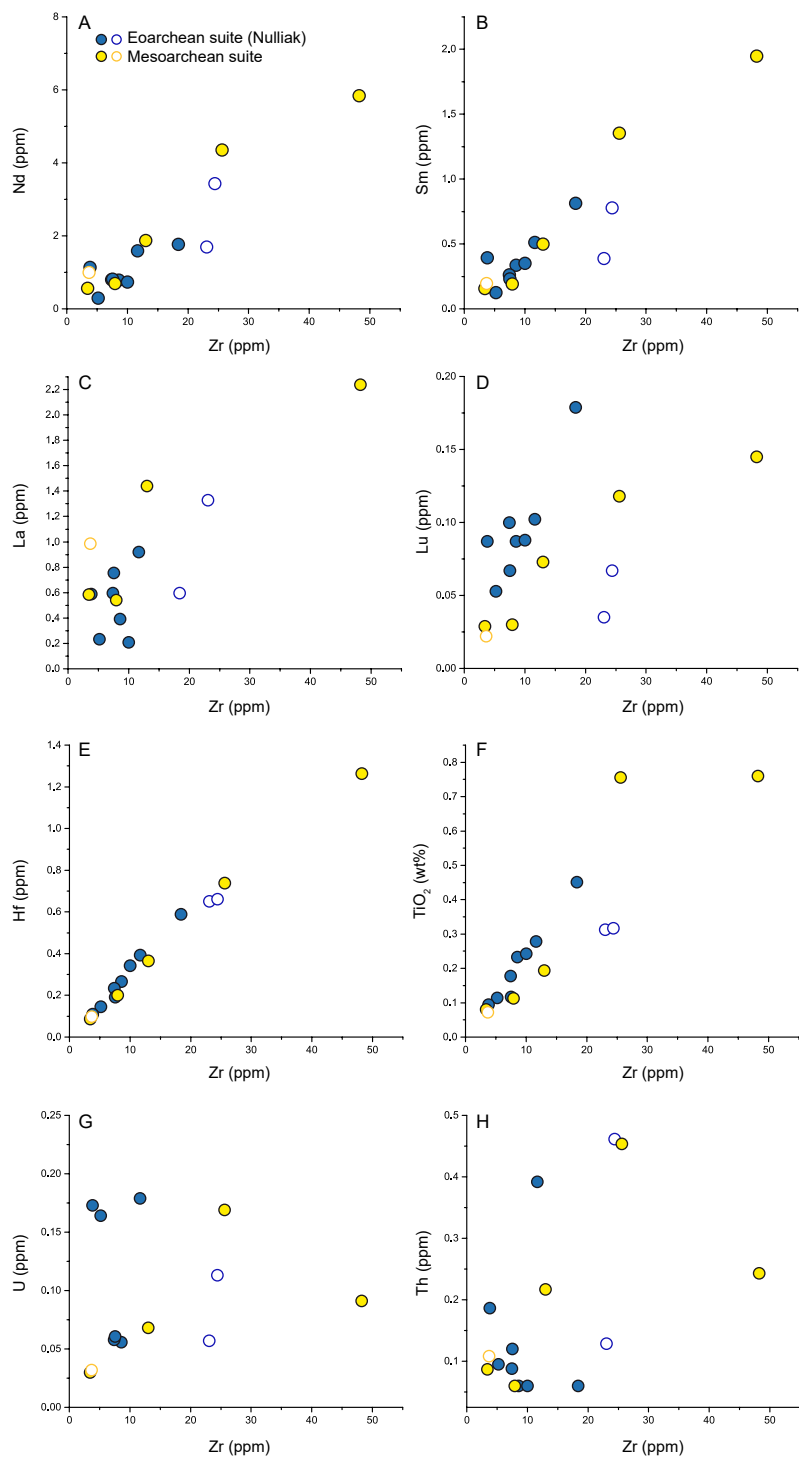 A
Eoarchean suite (Nulliak)
Mesoarchean suite
8
6
4
2
0
Nd (ppm)
0 10 20 30 40 50
Zr (ppm)
B
2.0
1.5
1.0
0.5
0.0
Sm (ppm)
0 10 20 30 40 50
Zr (ppm)
C
2.2
2.0
1.8
1.6
1.4
1.2
1.0
0.8
0.6
0.4
0.2
0.0
La (ppm)
0 10 20 30 40 50
Zr (ppm)
D
0.20
0.15
0.10
0.05
0.00
Lu (ppm)
0 10 20 30 40 50
Zr (ppm)
E
1.4
1.2
1.0
0.8
0.6
0.4
0.2
0.0
Hf (ppm)
0 10 20 30 40 50
Zr (ppm)
F
0.8
0.7
0.6
0.5
0.4
0.3
0.2
0.1
0.0
TiO₂ (wt%)
0 10 20 30 40 50
Zr (ppm)
G
0.25
0.20
0.15
0.10
0.05
0.00
U (ppm)
0 10 20 30 40 50
Zr (ppm)
H
0.5
0.4
0.3
0.2
0.1
Th (ppm)
0 10 20 30 40 50
Zr (ppm)